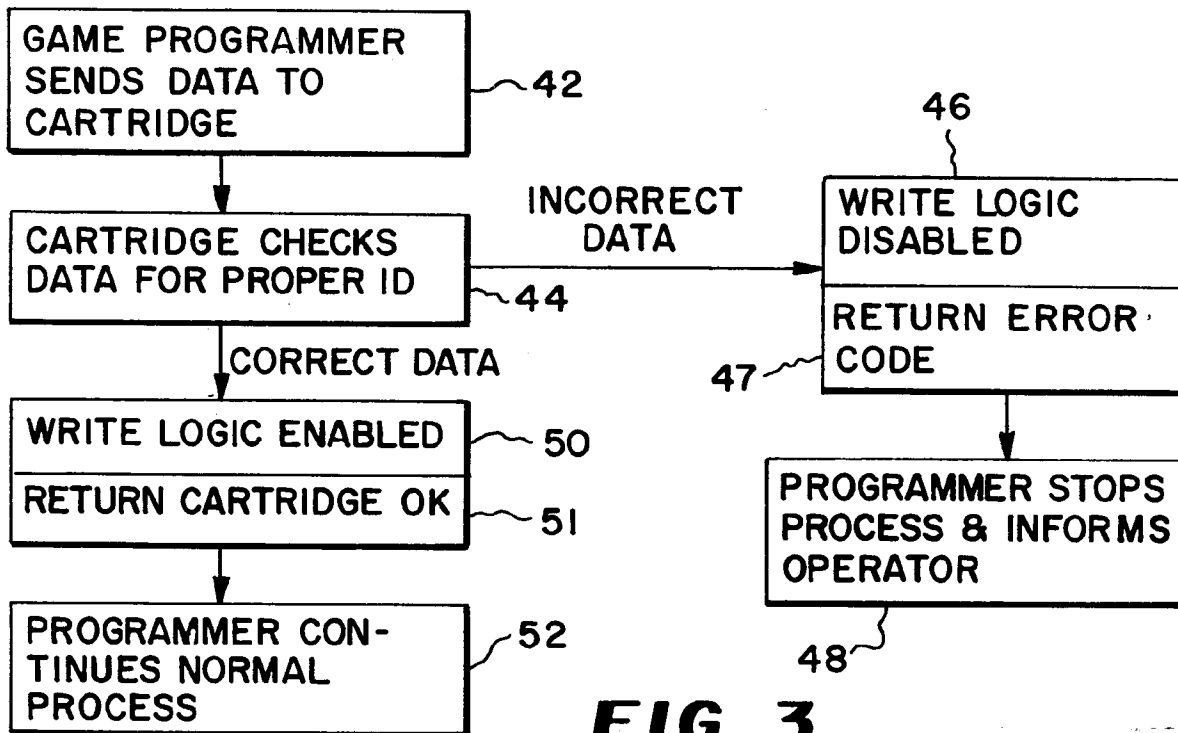 GAME PROGRAMMER
SENDS DATA TO
CARTRIDGE
42
CARTRIDGE CHECKS
DATA FOR PROPER ID
44
INCORRECT
DATA
46
WRITE LOGIC
DISABLED
RETURN ERROR
CODE
47
PROGRAMMER STOPS
PROCESS & INFORMS
OPERATOR
48
CORRECT DATA
WRITE LOGIC ENABLED
50
RETURN CARTRIDGE OK
51
PROGRAMMER CON-
TINUES NORMAL
PROCESS
52
FIG. 3